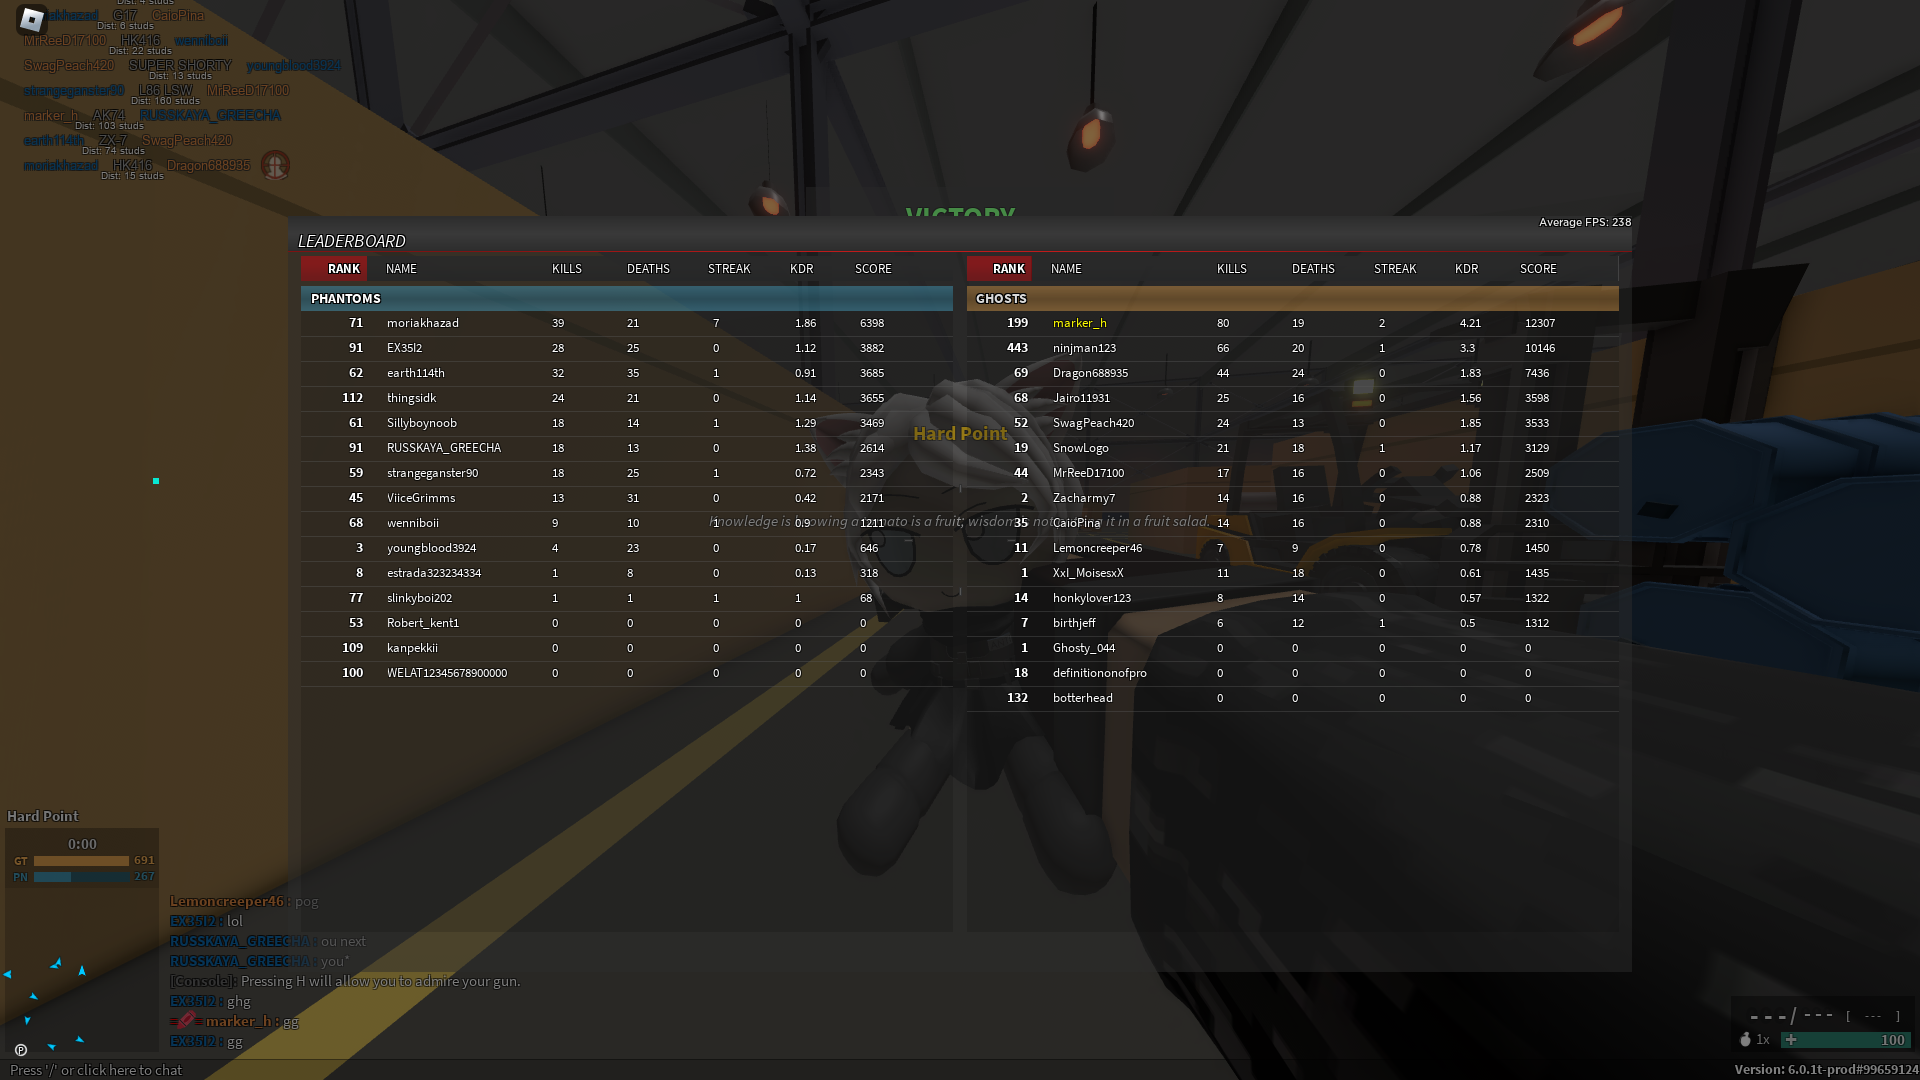 Dist: 4 studs
moriakhazad G17 CaioPina
Dist: 6 studs
MrReeD17100 HK416 wenniboii
Dist: 22 studs
SwagPeach420 SUPER SHORTY youngblood3924
Dist: 13 studs
strangeganster90 L86 LSW MrReeD17100
Dist: 160 studs
marker_h AK74 RUSSKAYA_GREECHA
Dist: 103 studs
earth114th ZX-7 SwagPeach420
Dist: 74 studs
moriakhazad HK416 Dragon688935
Dist: 15 studs
VICTORY
Average FPS: 238
LEADERBOARD
RANK NAME KILLS DEATHS STREAK KDR SCORE
PHANTOMS
71 moriakhazad 39 21 7 1.86 6398
91 EX35I2 28 25 0 1.12 3882
62 earth114th 32 35 1 0.91 3685
112 thingsidk 24 21 0 1.14 3655
61 Sillyboynoob 18 14 1 1.29 3469
91 RUSSKAYA_GREECHA 18 13 0 1.38 2614
59 strangeganster90 18 25 1 0.72 2343
45 ViiceGrimms 13 31 0 0.42 2171
68 wenniboii 9 10 1 0.9 1211
3 youngblood3924 4 23 0 0.17 646
8 estrada323234334 1 8 0 0.13 318
77 slinkyboi202 1 1 1 1 68
53 Robert_kent1 0 0 0 0 0
109 kanpekkii 0 0 0 0 0
100 WELAT12345678900000 0 0 0 0 0
RANK NAME KILLS DEATHS STREAK KDR SCORE
GHOSTS
199 marker_h 80 19 2 4.21 12307
443 ninjman123 66 20 1 3.3 10146
69 Dragon688935 44 24 0 1.83 7436
68 Jairo11931 25 16 0 1.56 3598
52 SwagPeach420 24 13 0 1.85 3533
19 SnowLogo 21 18 1 1.17 3129
44 MrReeD17100 17 16 0 1.06 2509
2 Zacharmy7 14 16 0 0.88 2323
35 CaioPina 14 16 0 0.88 2310
11 Lemoncreeper46 7 9 0 0.78 1450
1 XxI_MoisesxX 11 18 0 0.61 1435
14 honkylover123 8 14 0 0.57 1322
7 birthjeff 6 12 1 0.5 1312
1 Ghosty_044 0 0 0 0 0
18 definitiononofpro 0 0 0 0 0
132 botterhead 0 0 0 0 0
Hard Point
Knowledge is knowing a tomato is a fruit; wisdom is not putting it in a fruit salad.
Hard Point
0:00
GT 691
PN 267
Lemoncreeper46 : pog
EX35I2 : lol
RUSSKAYA_GREECHA : ou next
RUSSKAYA_GREECHA : you*
[Console]: Pressing H will allow you to admire your gun.
EX35I2 : ghg
marker_h : gg
EX35I2 : gg
P
Press '/' or click here to chat
---/ --- [ --- ]
1x + 100
Version: 6.0.1t-prod#99659124